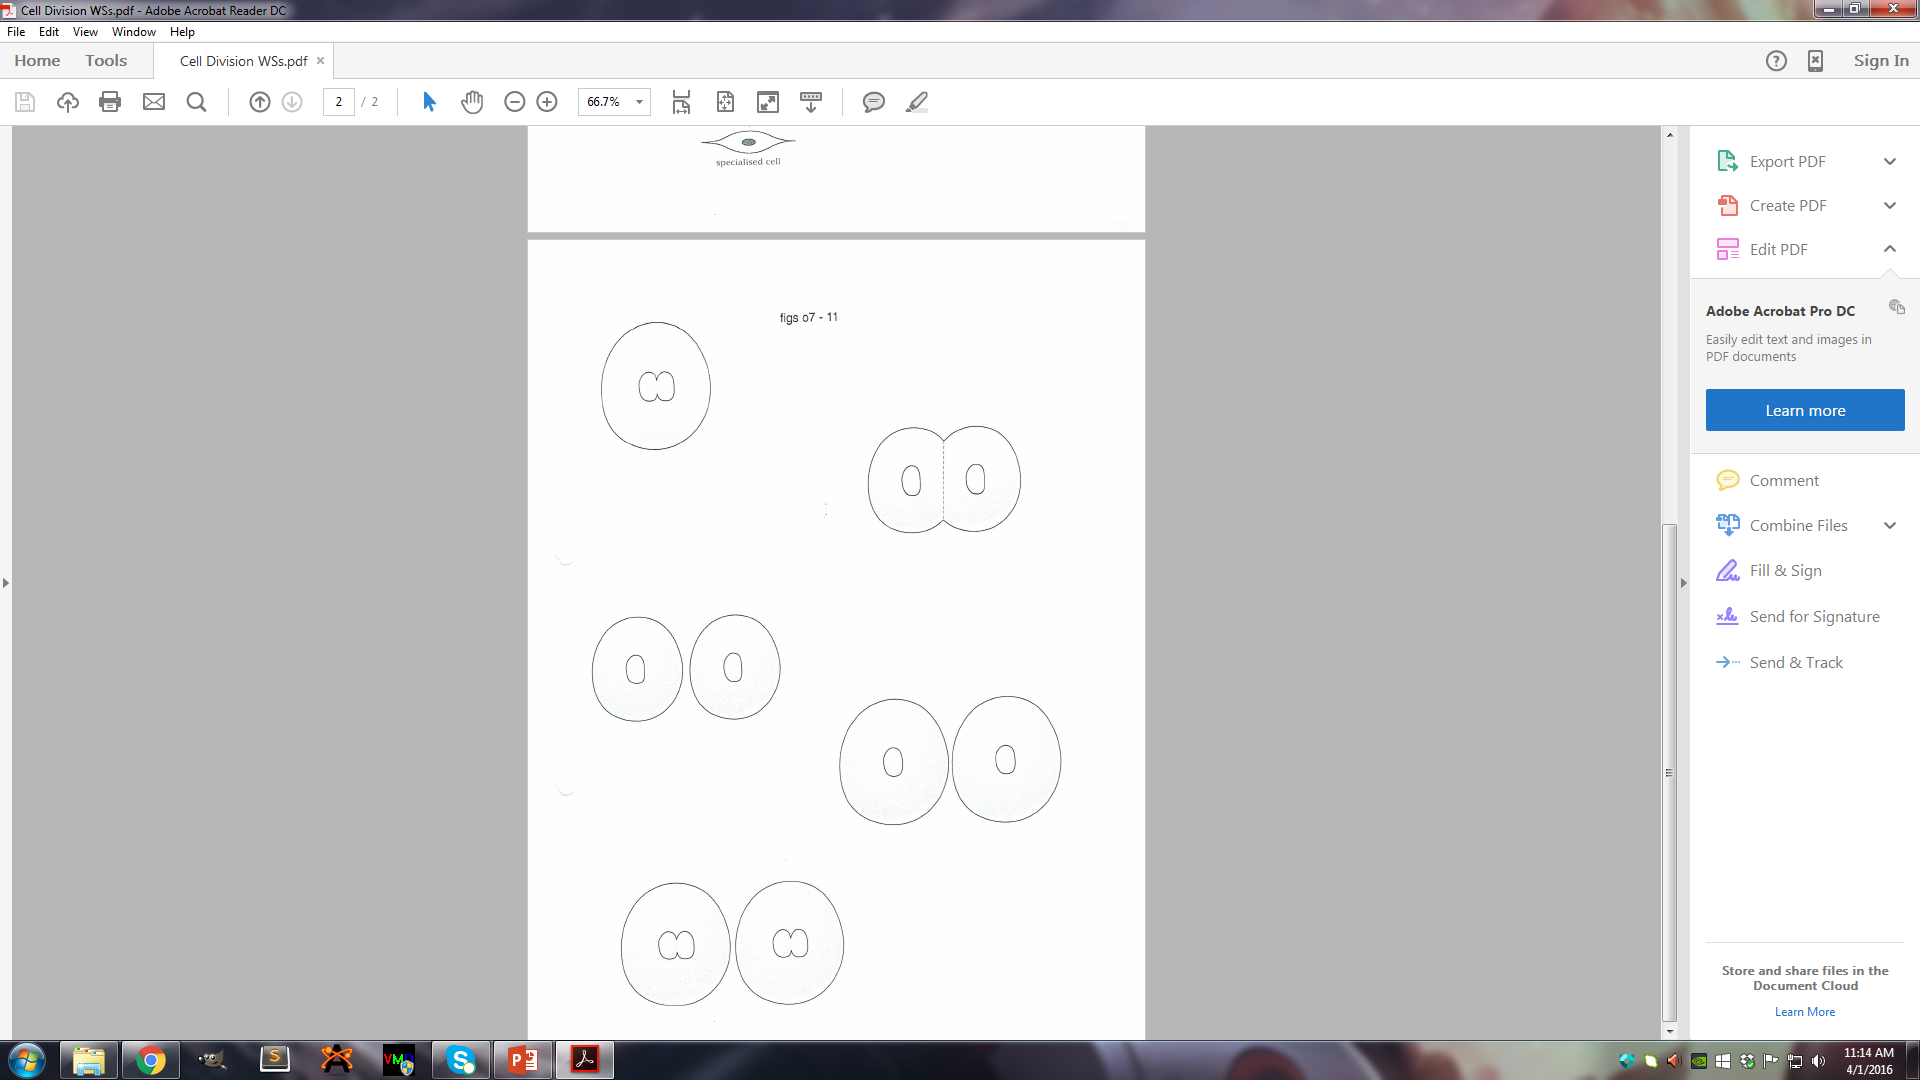 Cell Division WSs.pdf - Adobe Acrobat Reader DC
File Edit View Window Help
Home Tools Cell Division WSs.pdf × Sign In
2 / 2 66.7%
specialised cell
figs o7 - 11
Export PDF
Create PDF
Edit PDF
Adobe Acrobat Pro DC
Easily edit text and images in
PDF documents
Learn more
Comment
Combine Files
Fill & Sign
Send for Signature
Send & Track
Store and share files in the
Document Cloud
Learn More
11:14 AM
4/1/2016